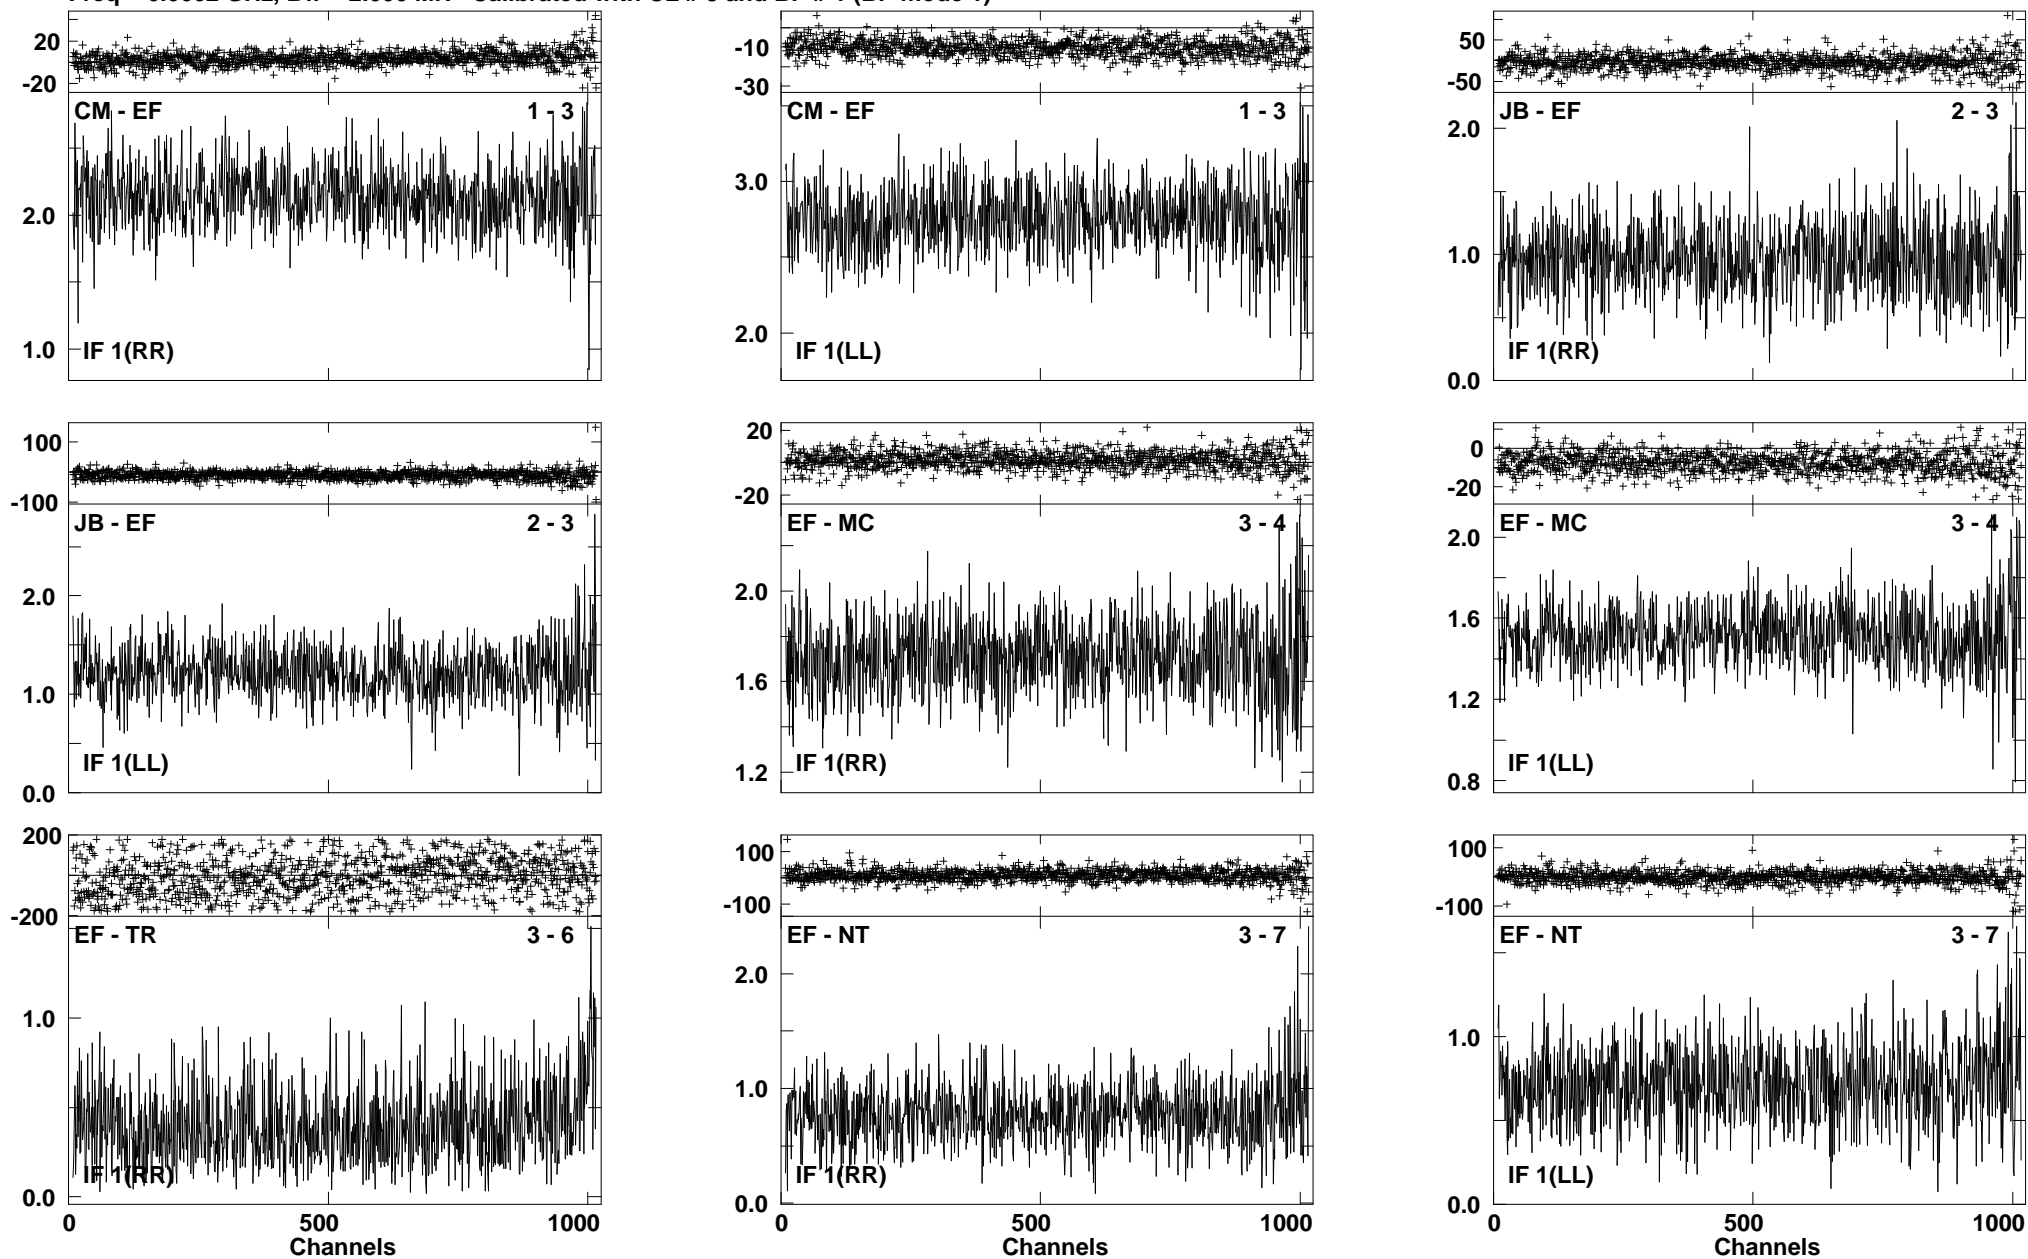 20
-20
CM - EF 1 - 3
2.0
1.0
IF 1(RR)
-10
-30
CM - EF 1 - 3
3.0
2.0
IF 1(LL)
50
-50
JB - EF 2 - 3
2.0
1.0
0.0
IF 1(RR)
100
-100
JB - EF 2 - 3
2.0
1.0
0.0
IF 1(LL)
20
-20
EF - MC 3 - 4
2.0
1.6
1.2
IF 1(RR)
0
-20
EF - MC 3 - 4
2.0
1.6
1.2
0.8
IF 1(LL)
200
-200
EF - TR 3 - 6
1.0
0.0
IF 1(RR)
0 500 1000
Channels
100
-100
EF - NT 3 - 7
2.0
1.0
0.0
IF 1(RR)
0 500 1000
Channels
100
-100
EF - NT 3 - 7
1.0
0.0
IF 1(LL)
0 500 1000
Channels